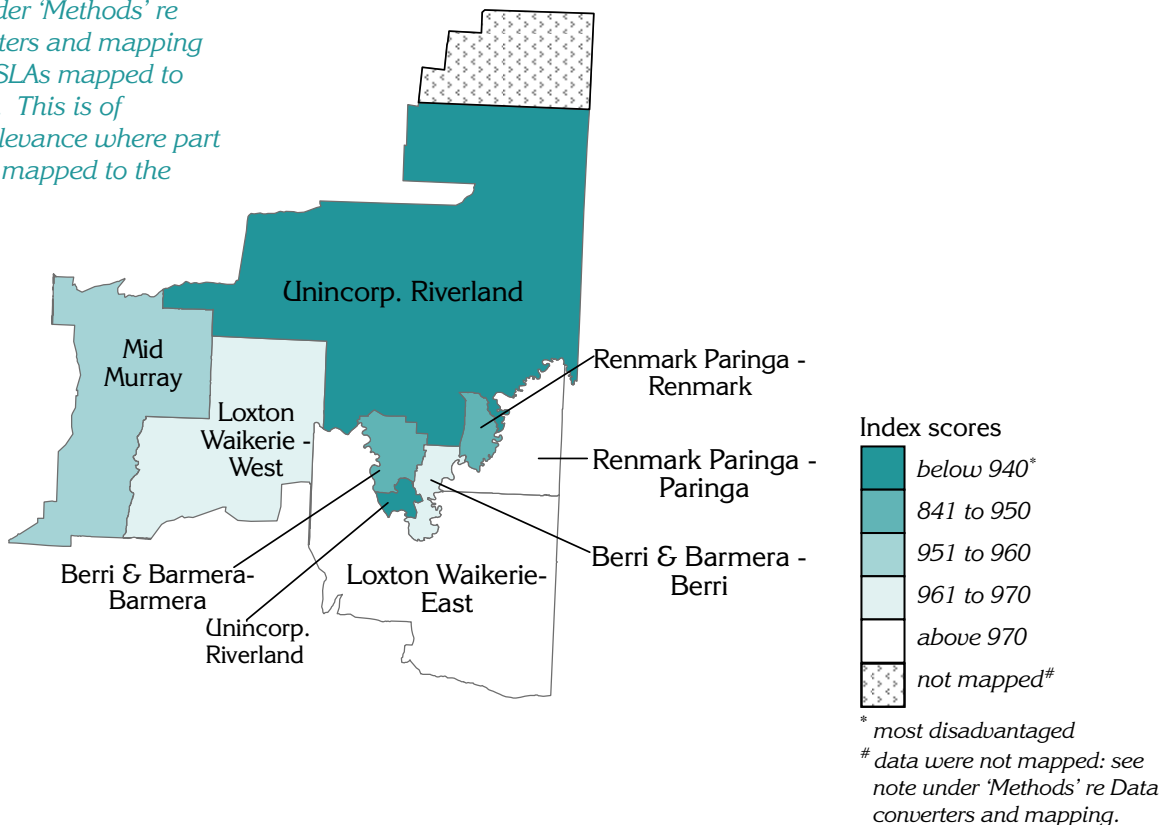 der ‘Methods’ re
ters and mapping
SLAs mapped to
This is of
levance where part
mapped to the
Unincorp. Riverland
Mid
Murray
Loxton
Waikerie -
West
Renmark Paringa -
Renmark
Renmark Paringa -
Paringa
Berri & Barmera -
Berri
Berri & Barmera-
Barmera
Unincorp.
Riverland
Loxton Waikerie-
East
Index scores
below 940*
841 to 950
951 to 960
961 to 970
above 970
not mapped#
* most disadvantaged
# data were not mapped: see
note under ‘Methods’ re Data
converters and mapping.